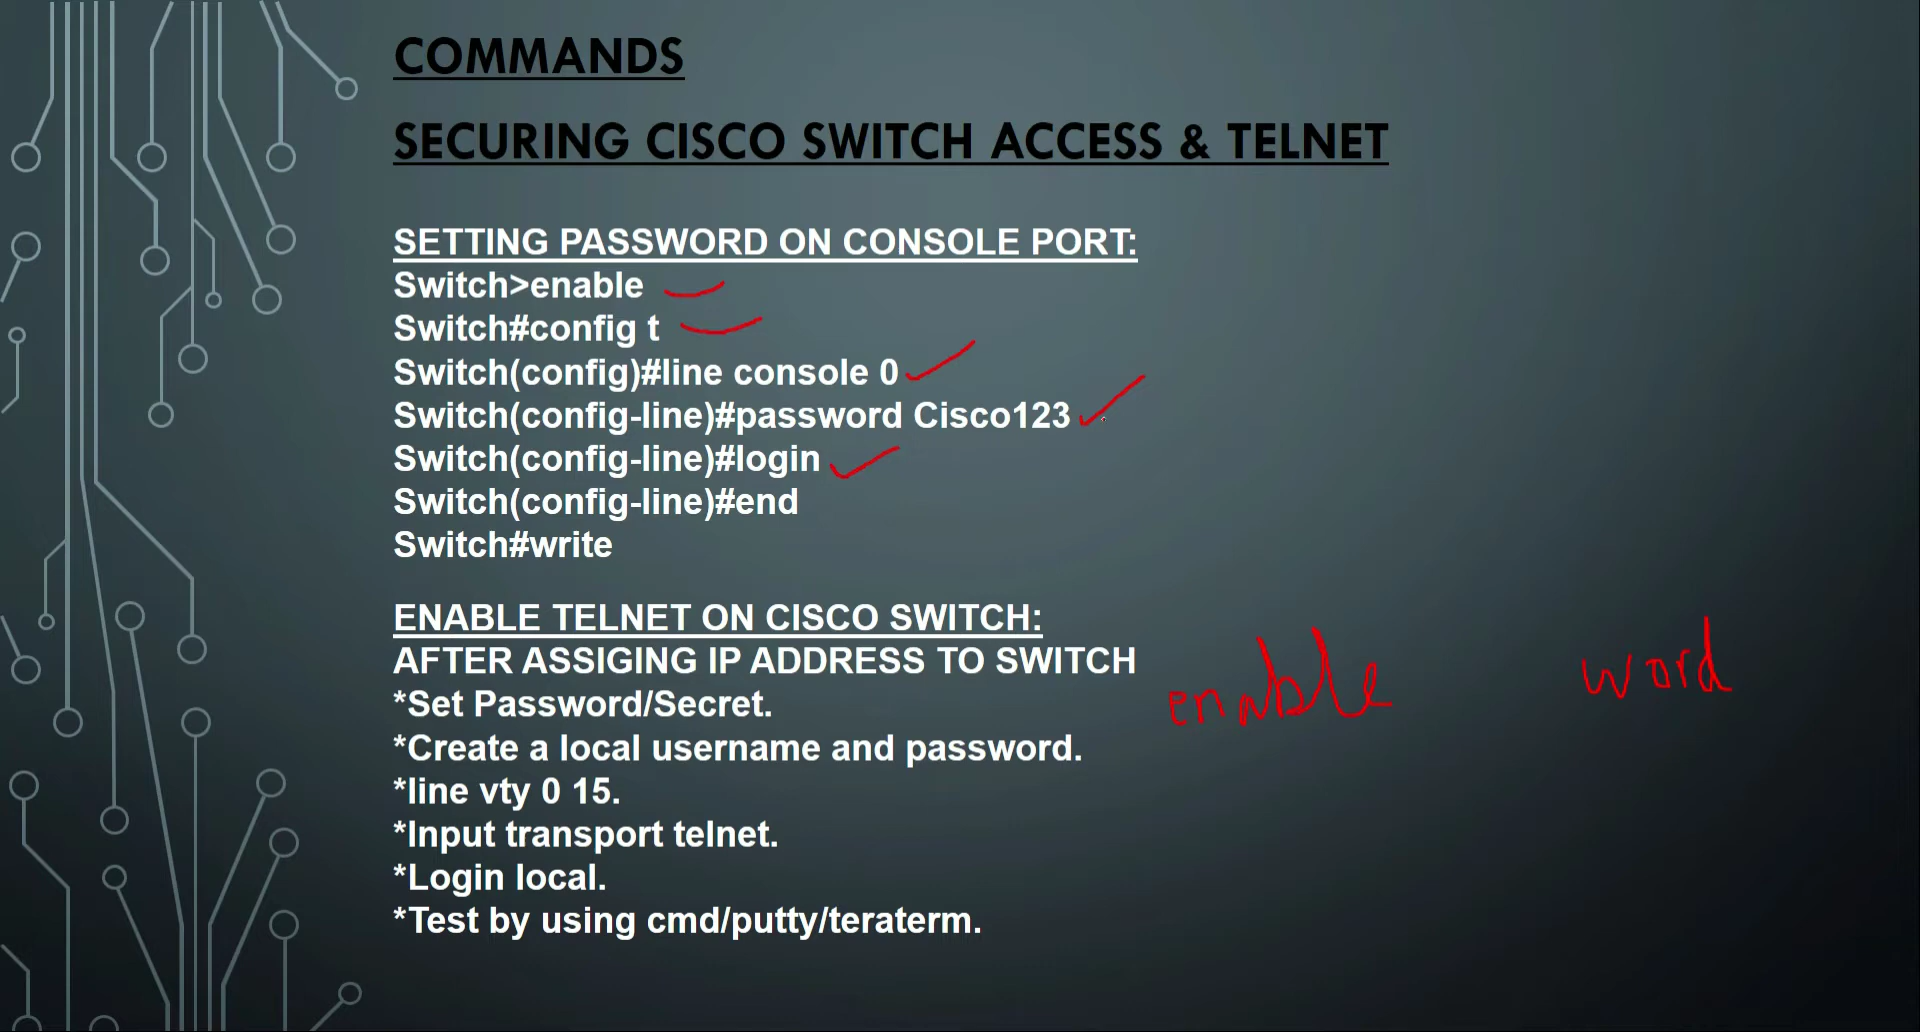 COMMANDS
SECURING CISCO SWITCH ACCESS & TELNET
SETTING PASSWORD ON CONSOLE PORT:
Switch>enable
Switch#config t
Switch(config)#line console 0
Switch(config-line)#password Cisco123
Switch(config-line)#login
Switch(config-line)#end
Switch#write
ENABLE TELNET ON CISCO SWITCH:
AFTER ASSIGING IP ADDRESS TO SWITCH
*Set Password/Secret.
enable word
*Create a local username and password.
*line vty 0 15.
*Input transport telnet.
*Login local.
*Test by using cmd/putty/teraterm.